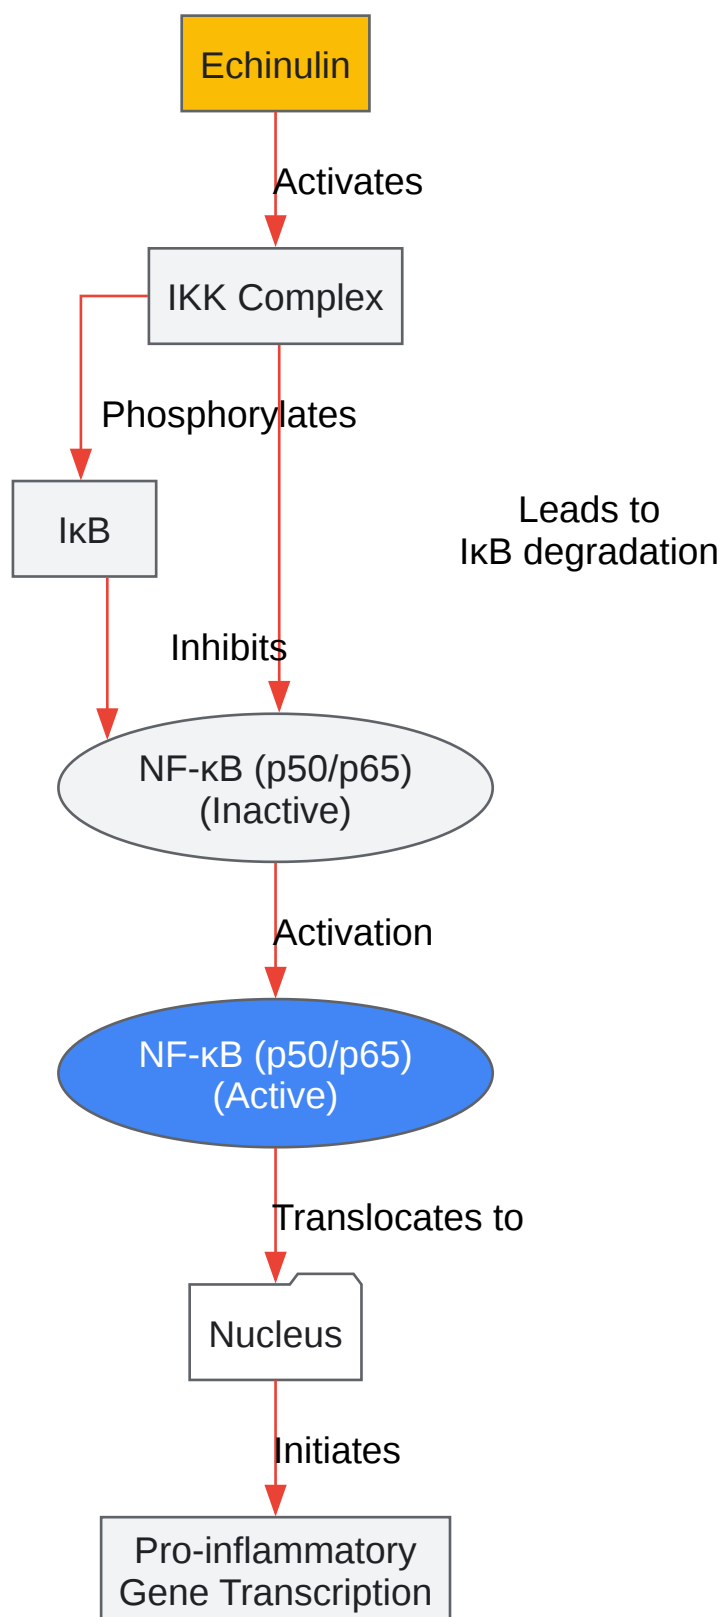 Echinulin
Activates
IKK Complex
Phosphorylates
Leads to
IκB degradation
IκB
Inhibits
NF-κB (p50/p65)
(Inactive)
Activation
NF-κB (p50/p65)
(Active)
Translocates to
Nucleus
Initiates
Pro-inflammatory
Gene Transcription